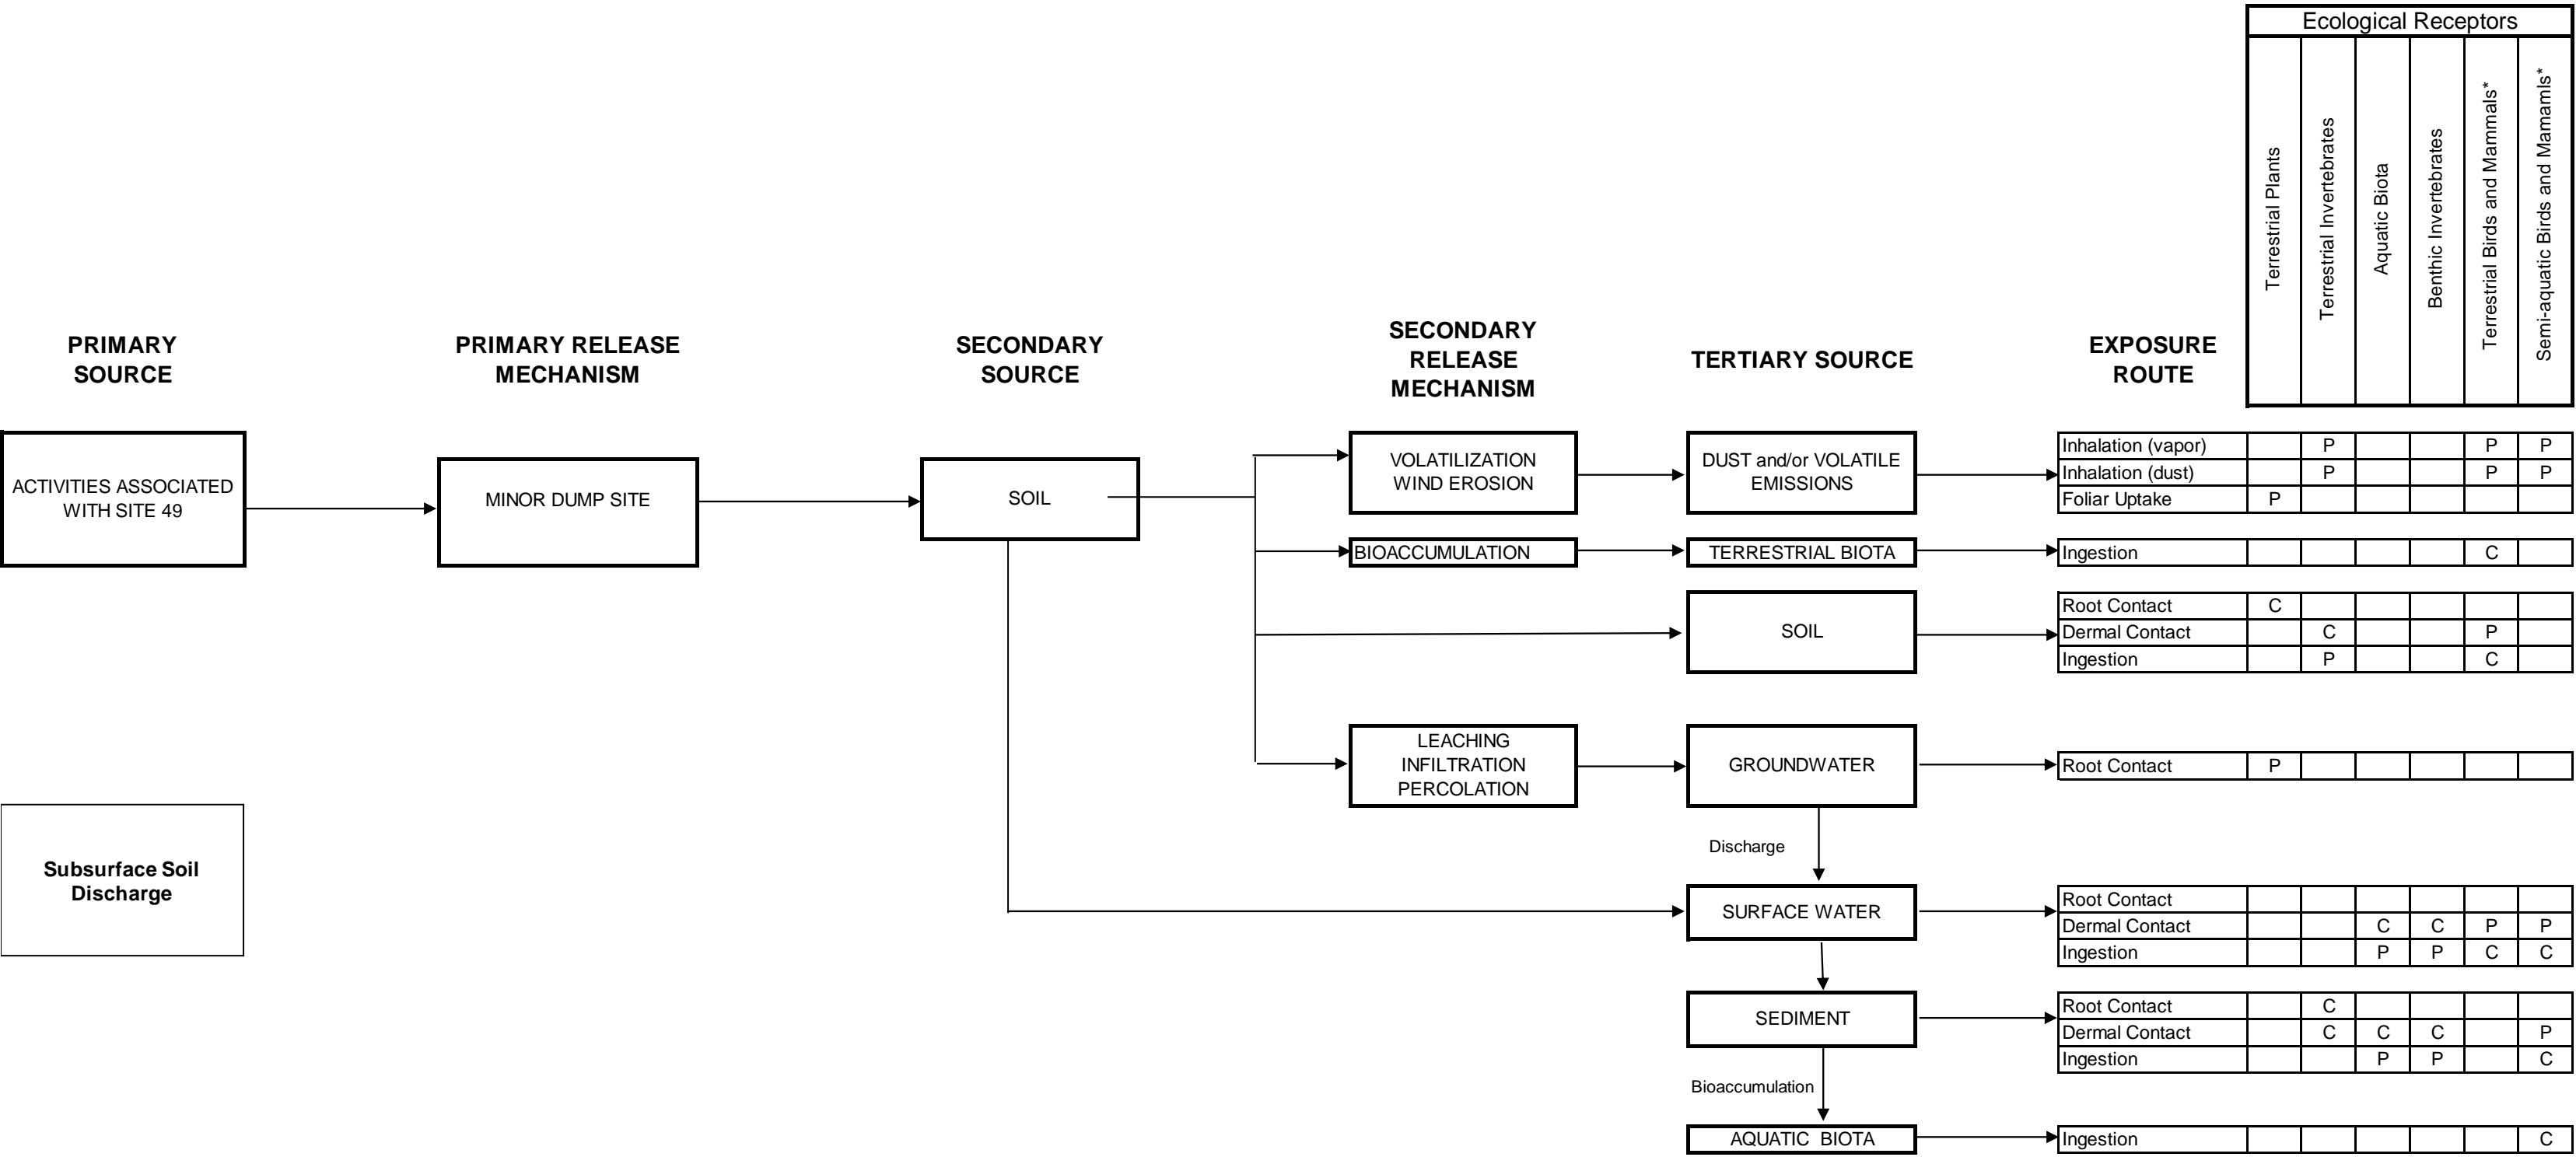 Ecological Receptors
Terrestrial Plants
Terrestrial Invertebrates
Aquatic Biota
Benthic Invertebrates
Terrestrial Birds and Mammals*
Semi-aquatic Birds and Mamamls*
PRIMARY
SOURCE
PRIMARY RELEASE
MECHANISM
SECONDARY
SOURCE
SECONDARY
RELEASE
MECHANISM
TERTIARY SOURCE
EXPOSURE
ROUTE
ACTIVITIES ASSOCIATED
WITH SITE 49
MINOR DUMP SITE
SOIL
VOLATILIZATION
WIND EROSION
DUST and/or VOLATILE
EMISSIONS
Inhalation (vapor) P P P
Inhalation (dust) P P P
Foliar Uptake P
BIOACCUMULATION
TERRESTRIAL BIOTA
Ingestion C
SOIL
Root Contact C
Dermal Contact C P
Ingestion P C
LEACHING
INFILTRATION
PERCOLATION
GROUNDWATER
Root Contact P
Discharge
Subsurface Soil
Discharge
SURFACE WATER
Root Contact
Dermal Contact C C P P
Ingestion P P C C
SEDIMENT
Root Contact C
Dermal Contact C C C P
Ingestion P P C
Bioaccumulation
AQUATIC BIOTA
Ingestion C